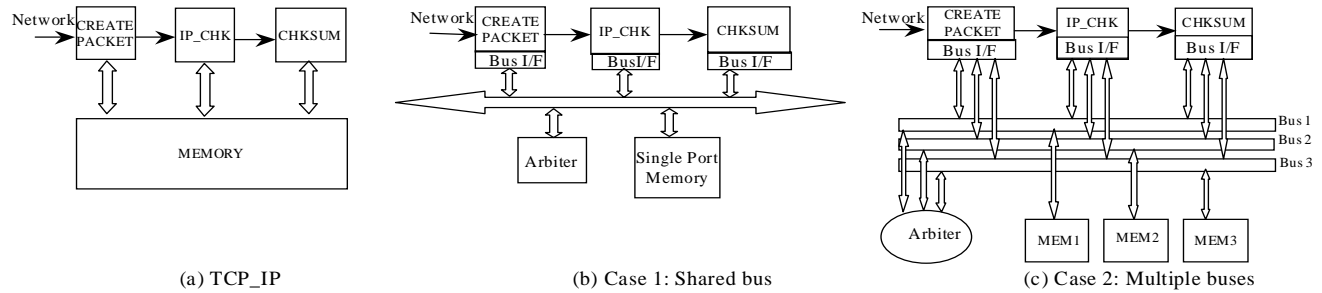 Network
CREATE
PACKET
IP_CHK
CHKSUM
MEMORY
(a) TCP_IP
Network
CREATE
PACKET
Bus I/F
IP_CHK
BusI/F
CHKSUM
Bus I/F
Arbiter
Single Port
Memory
(b) Case 1: Shared bus
Network
CREATE
PACKET
Bus I/F
IP_CHK
Bus I/F
CHKSUM
Bus I/F
Bus 1
Bus 2
Bus 3
Arbiter
MEM1
MEM2
MEM3
(c) Case 2: Multiple buses